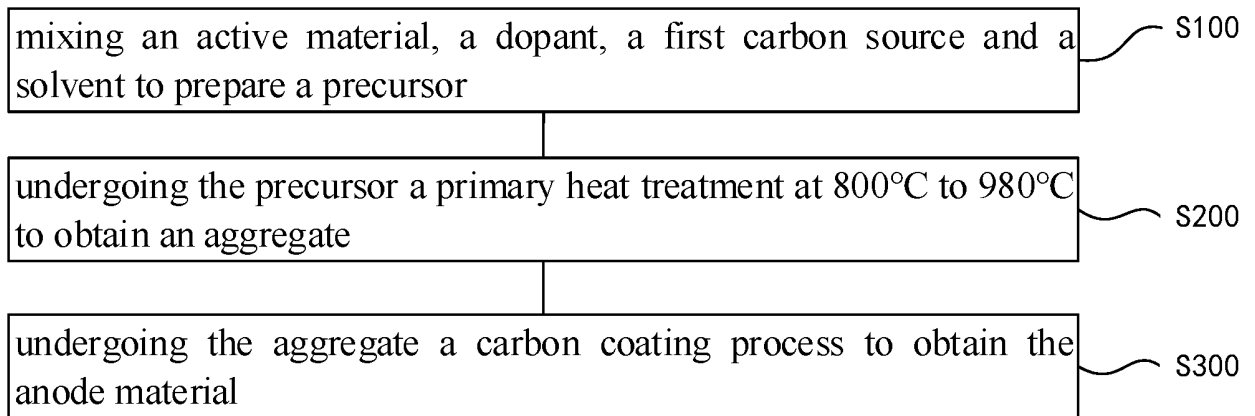 mixing an active material, a dopant, a first carbon source and a
solvent to prepare a precursor
S100
undergoing the precursor a primary heat treatment at 800°C to 980°C
to obtain an aggregate
S200
undergoing the aggregate a carbon coating process to obtain the
anode material
S300